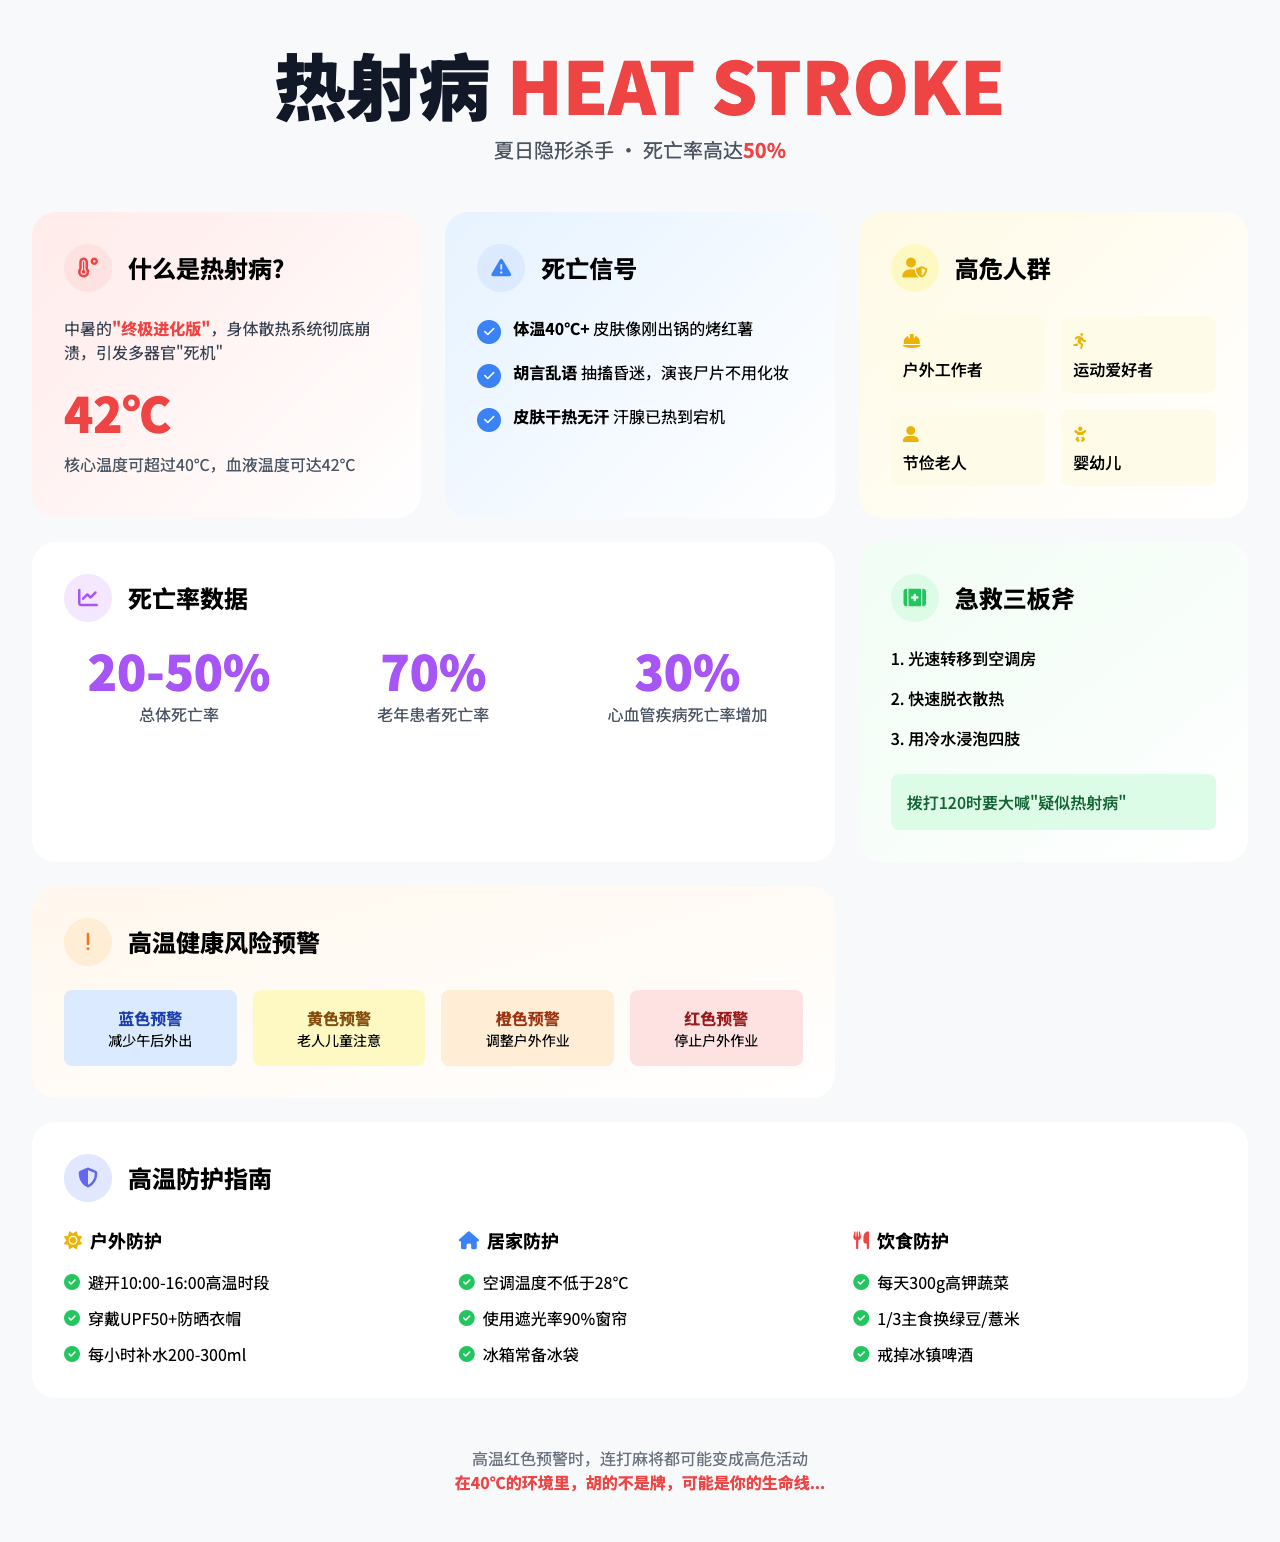 热射病 HEAT STROKE
夏日隐形杀手 • 死亡率高达50%
什么是热射病?
中暑的"终极进化版"，身体散热系统彻底崩
溃，引发多器官"死机"
42℃
核心温度可超过40℃，血液温度可达42℃
死亡信号
体温40℃+ 皮肤像刚出锅的烤红薯
胡言乱语 抽搐昏迷，演丧尸片不用化妆
皮肤干热无汗 汗腺已热到宕机
高危人群
户外工作者
运动爱好者
节俭老人
婴幼儿
死亡率数据
20-50%
总体死亡率
70%
老年患者死亡率
30%
心血管疾病死亡率增加
急救三板斧
1. 光速转移到空调房
2. 快速脱衣散热
3. 用冷水浸泡四肢
拨打120时要大喊"疑似热射病"
高温健康风险预警
蓝色预警
减少午后外出
黄色预警
老人儿童注意
橙色预警
调整户外作业
红色预警
停止户外作业
高温防护指南
户外防护
避开10:00-16:00高温时段
穿戴UPF50+防晒衣帽
每小时补水200-300ml
居家防护
空调温度不低于28℃
使用遮光率90%窗帘
冰箱常备冰袋
饮食防护
每天300g高钾蔬菜
1/3主食换绿豆/薏米
戒掉冰镇啤酒
高温红色预警时，连打麻将都可能变成高危活动
在40℃的环境里，胡的不是牌，可能是你的生命线...